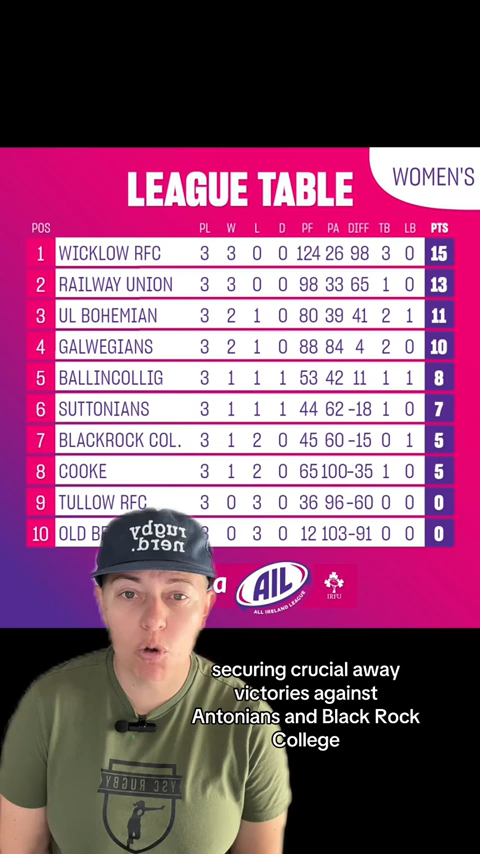 WOMEN'S
LEAGUE TABLE
POS PL W L D PF PA DIFF TB LB PTS
1 WICKLOW RFC 3 3 0 0 124 26 98 3 0 15
2 RAILWAY UNION 3 3 0 0 98 33 65 1 0 13
3 UL BOHEMIAN 3 2 1 0 80 39 41 2 1 11
4 GALWEGIANS 3 2 1 0 88 84 4 2 0 10
5 BALLINCOLLIG 3 1 1 1 53 42 11 1 1 8
6 SUTTONIANS 3 1 1 1 44 62 -18 1 0 7
7 BLACKROCK COL. 3 1 2 0 45 60 -15 0 1 5
8 COOKE 3 1 2 0 65 100 -35 1 0 5
9 TULLOW RFC 3 0 3 0 36 96 -60 0 0 0
10 OLD 0 3 0 12 103 -91 0 0 0
rugby
nerd.
AIL
ALL IRELAND LEAGUE
IRFU
securing crucial away
victories against
Antonians and Black Rock
College
YSC RUGBY